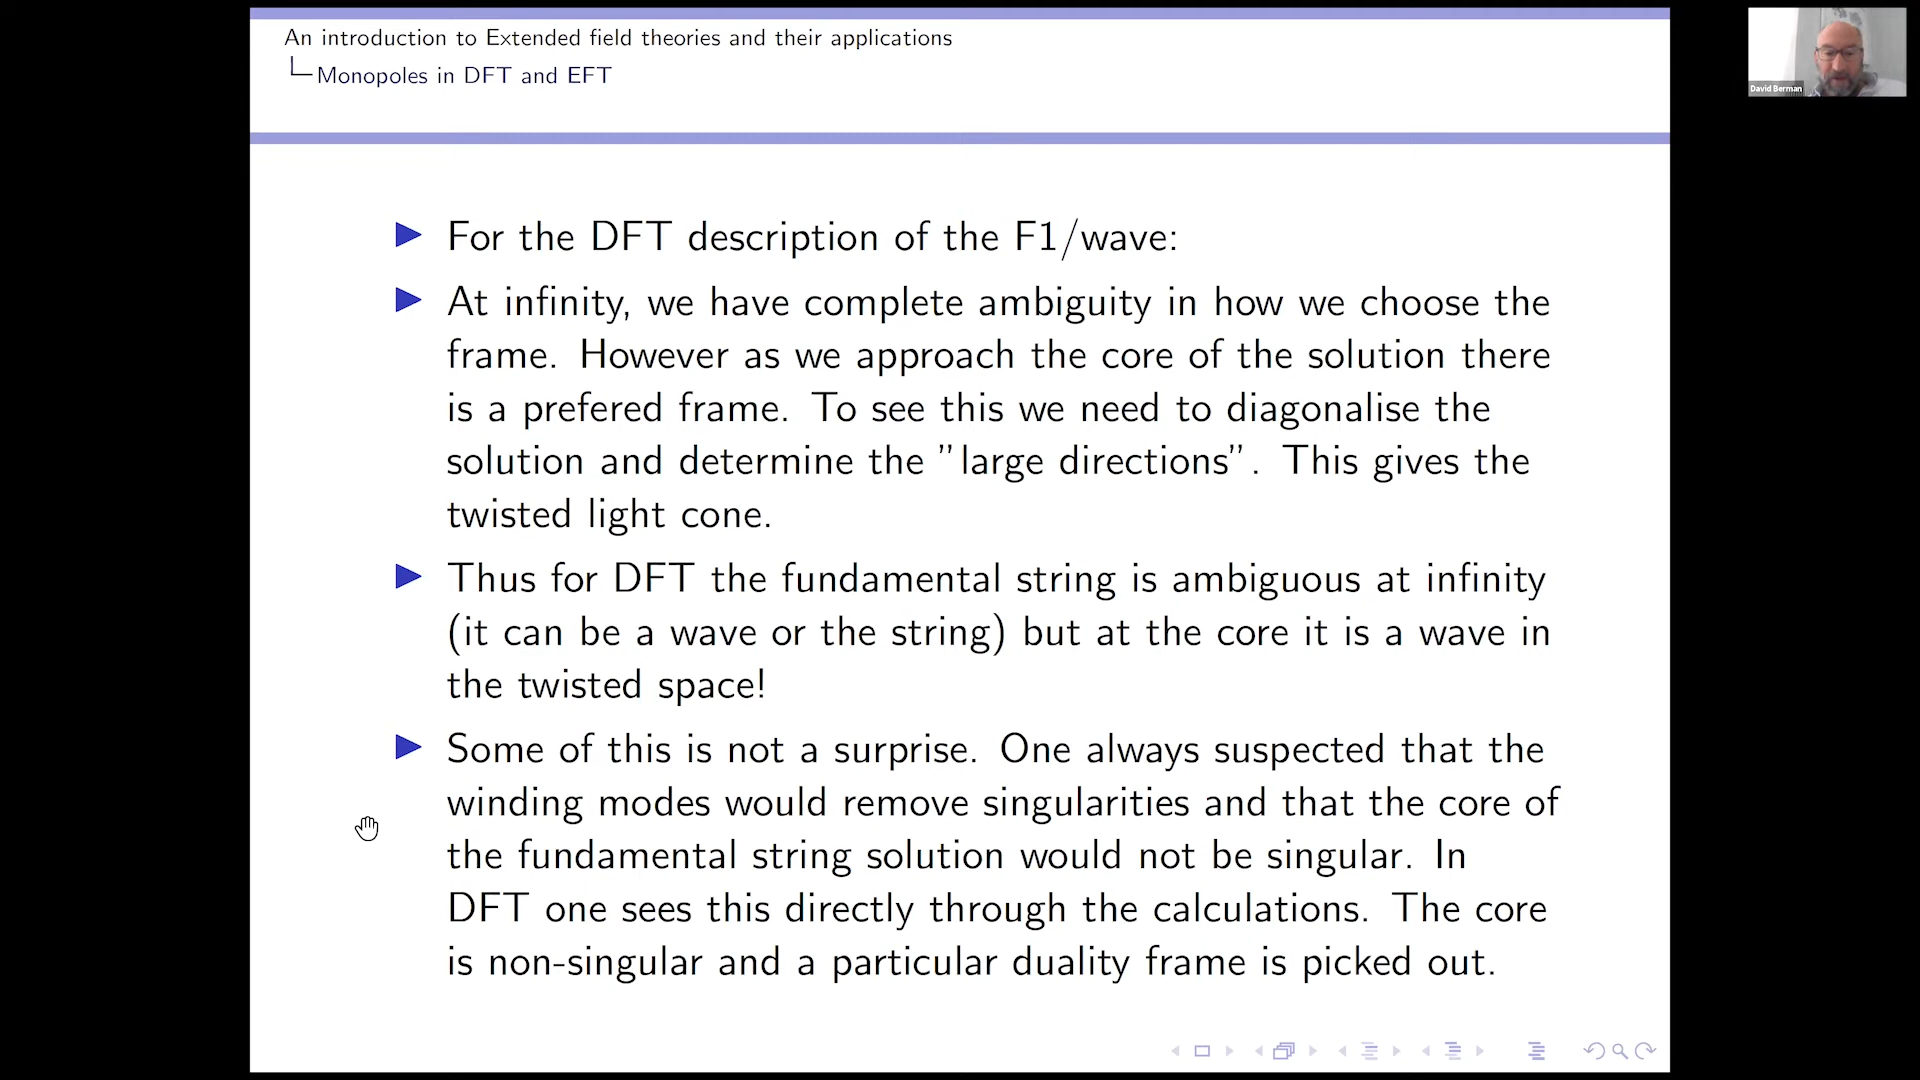 An introduction to Extended field theories and their applications
Monopoles in DFT and EFT
David Berman
For the DFT description of the F1/wave:
At infinity, we have complete ambiguity in how we choose the
frame. However as we approach the core of the solution there
is a prefered frame. To see this we need to diagonalise the
solution and determine the ”large directions”. This gives the
twisted light cone.
Thus for DFT the fundamental string is ambiguous at infinity
(it can be a wave or the string) but at the core it is a wave in
the twisted space!
Some of this is not a surprise. One always suspected that the
winding modes would remove singularities and that the core of
the fundamental string solution would not be singular. In
DFT one sees this directly through the calculations. The core
is non-singular and a particular duality frame is picked out.